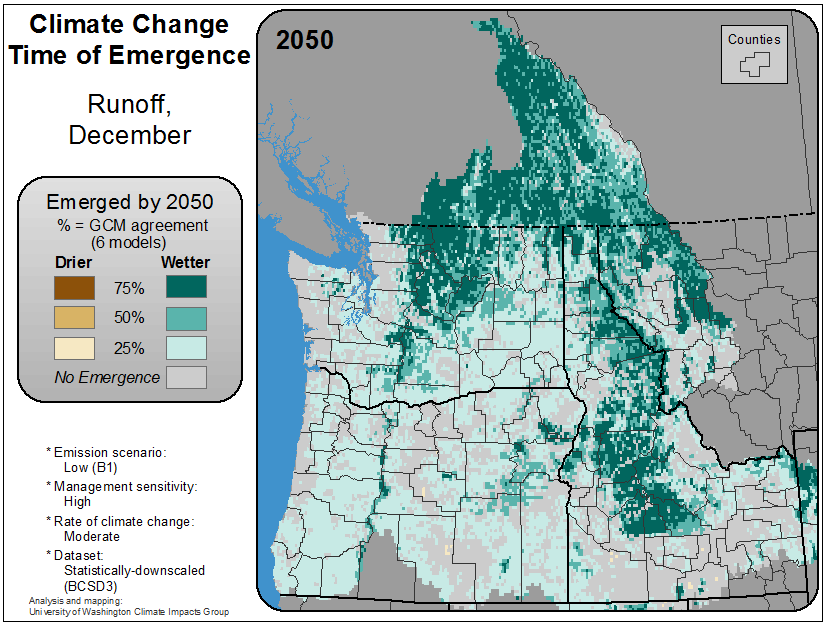 Climate Change
Time of Emergence
Runoff,
December
Emerged by 2050
% = GCM agreement
(6 models)
Drier Wetter
75%
50%
25%
No Emergence
* Emission scenario:
Low (B1)
* Management sensitivity:
High
* Rate of climate change:
Moderate
* Dataset:
Statistically-downscaled
(BCSD3)
Analysis and mapping:
University of Washington Climate Impacts Group
2050
Counties